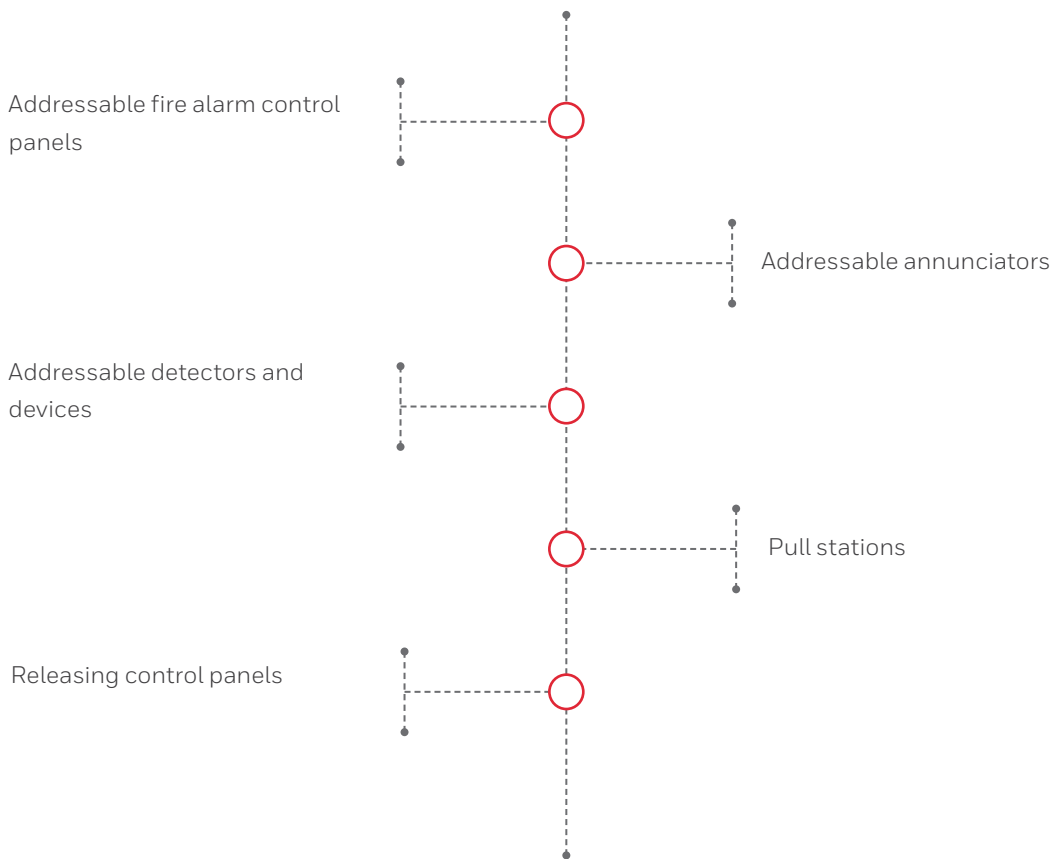 Addressable fire alarm control
panels
Addressable annunciators
Addressable detectors and
devices
Pull stations
Releasing control panels